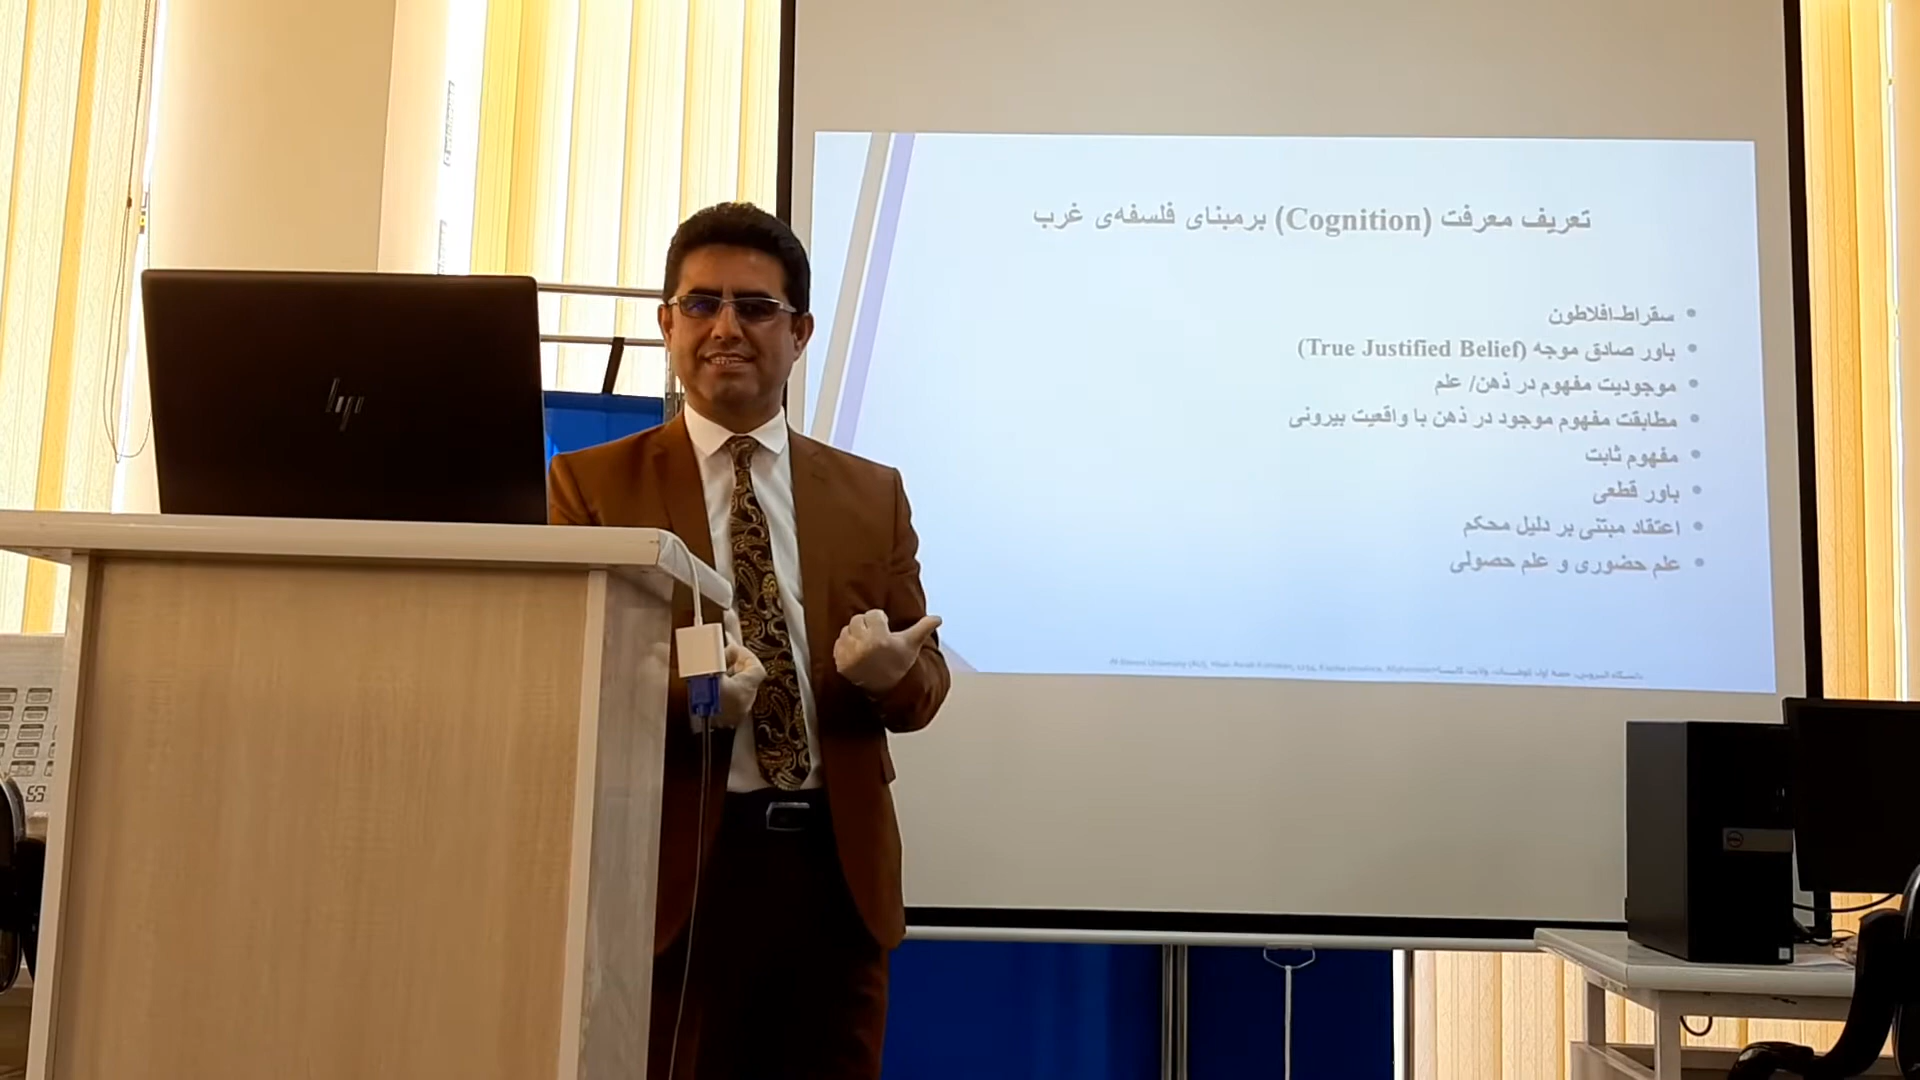 تعریف معرفت (Cognition) برمبنای فلسفه‌ی غرب
• سقراط-افلاطون
• باور صادق موجه (True Justified Belief)
• موجودیت مفهوم در ذهن/ علم
• مطابقت مفهوم موجود در ذهن با واقعیت بیرونی
• مفهوم ثابت
• باور قطعی
• اعتقاد مبتنی بر دلیل محکم
• علم حضوری و علم حصولی
hp
DELL